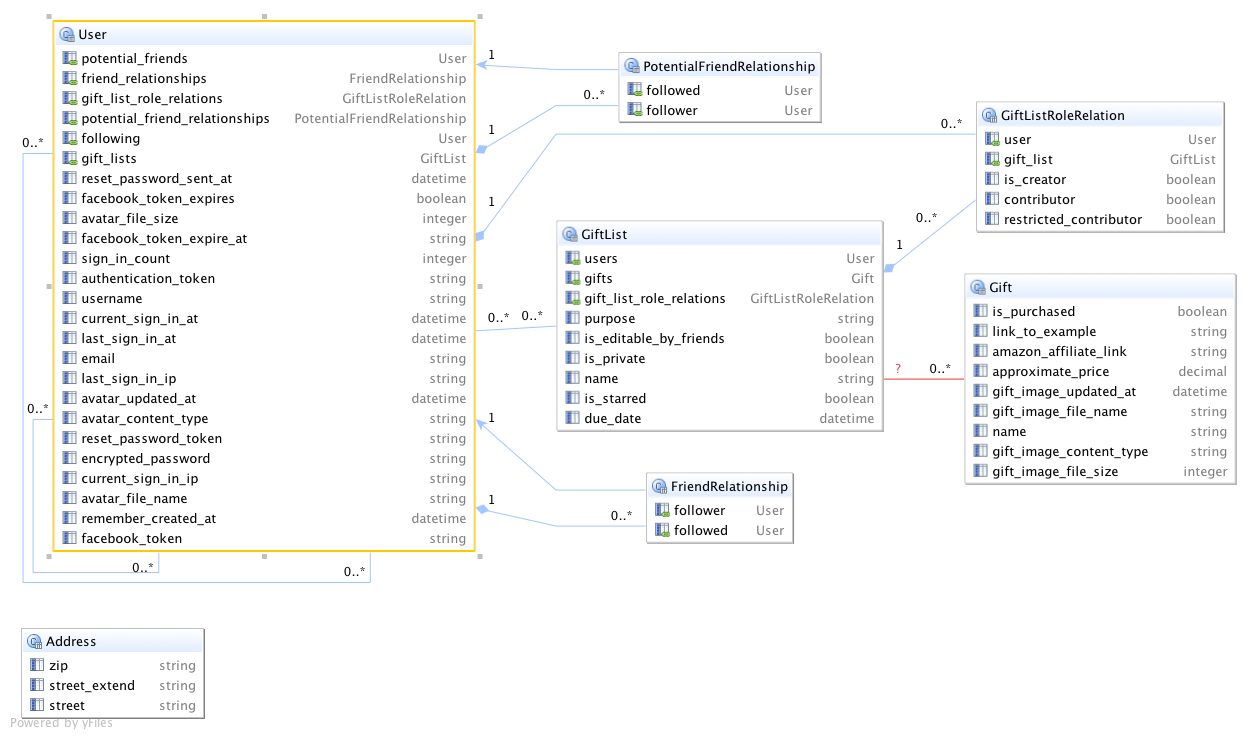 User
potential_friends User
friend_relationships FriendRelationship
gift_list_role_relations GiftListRoleRelation
potential_friend_relationships PotentialFriendRelationship
following User
gift_lists GiftList
reset_password_sent_at datetime
facebook_token_expires boolean
avatar_file_size integer
facebook_token_expire_at string
sign_in_count integer
authentication_token string
username string
current_sign_in_at datetime
last_sign_in_at datetime
email string
last_sign_in_ip string
avatar_updated_at datetime
avatar_content_type string
reset_password_token string
encrypted_password string
current_sign_in_ip string
avatar_file_name string
remember_created_at datetime
facebook_token string
0..*
0..*
0..*
0..*
1
0..*
1
0..*
1
0..* 0..*
1
1
0..*
PotentialFriendRelationship
followed User
follower User
GiftListRoleRelation
user User
gift_list GiftList
is_creator boolean
contributor boolean
restricted_contributor boolean
0..*
1
GiftList
users User
gifts Gift
gift_list_role_relations GiftListRoleRelation
purpose string
is_editable_by_friends boolean
is_private boolean
name string
is_starred boolean
due_date datetime
? 0..*
Gift
is_purchased boolean
link_to_example string
amazon_affiliate_link string
approximate_price decimal
gift_image_updated_at datetime
gift_image_file_name string
name string
gift_image_content_type string
gift_image_file_size integer
FriendRelationship
follower User
followed User
Address
zip string
street_extend string
street string
Powered by yFiles